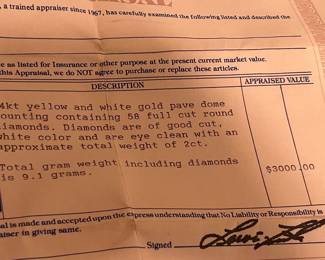 a trained appraiser since 1967, has carefully examined the following listed and described the
e as listed for Insurance or other purpose at the present current market value.
this Appraisal, we do NOT agree to purchase or replace these articles.
DESCRIPTION APPRAISED VALUE
4kt yellow and white gold pave dome
ounting containing 58 full cut round
iamonds. Diamonds are of good cut,
hite color and are eye clean with an
pproximate total weight of 2ct.
Total gram weight including diamonds
is 9.1 grams. $3000.00
al is made and accepted upon the express understanding that No Liability or Responsibility is
aiser in giving same.
Signed